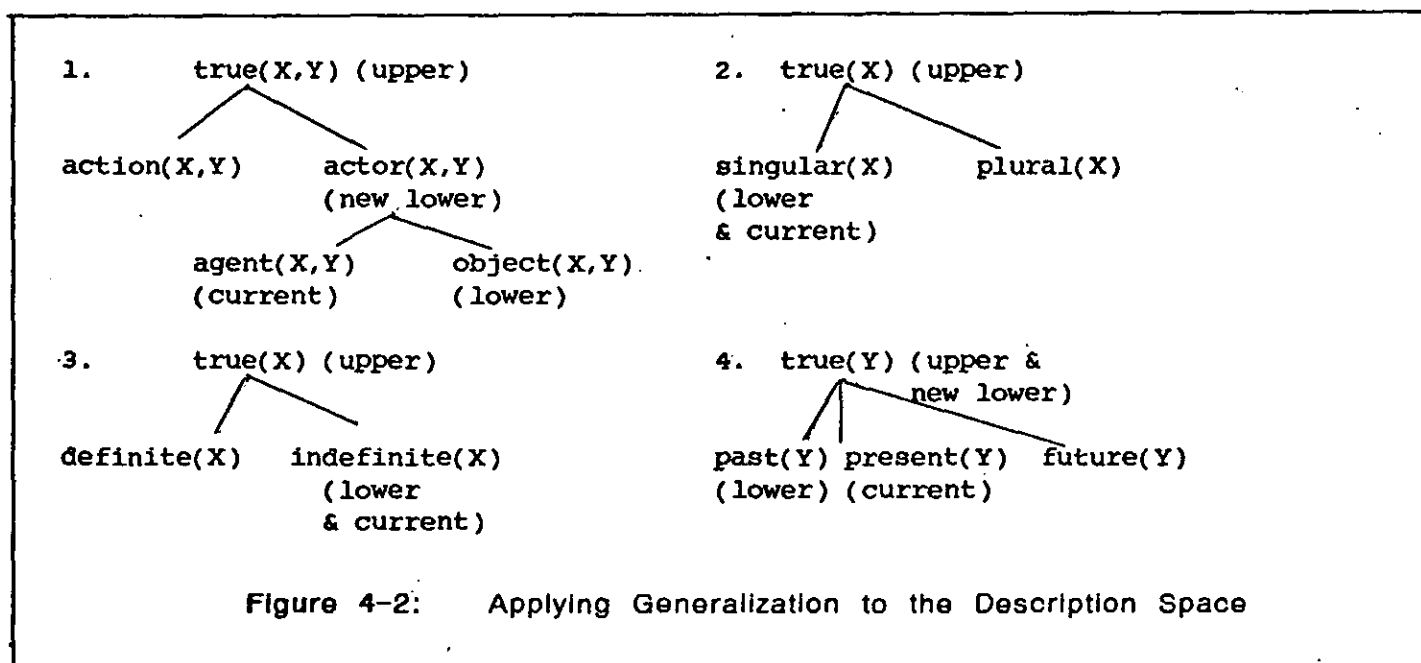 1. true(X,Y) (upper) 2. true(X) (upper)
action(X,Y) actor(X,Y) singular(X) plural(X)
(new lower) (lower
& current)
agent(X,Y) object(X,Y)
(current) (lower)
3. true(X) (upper) 4. true(Y) (upper &
new lower)
definite(X) indefinite(X) past(Y) present(Y) future(Y)
(lower (lower) (current)
& current)
Figure 4-2: Applying Generalization to the Description Space